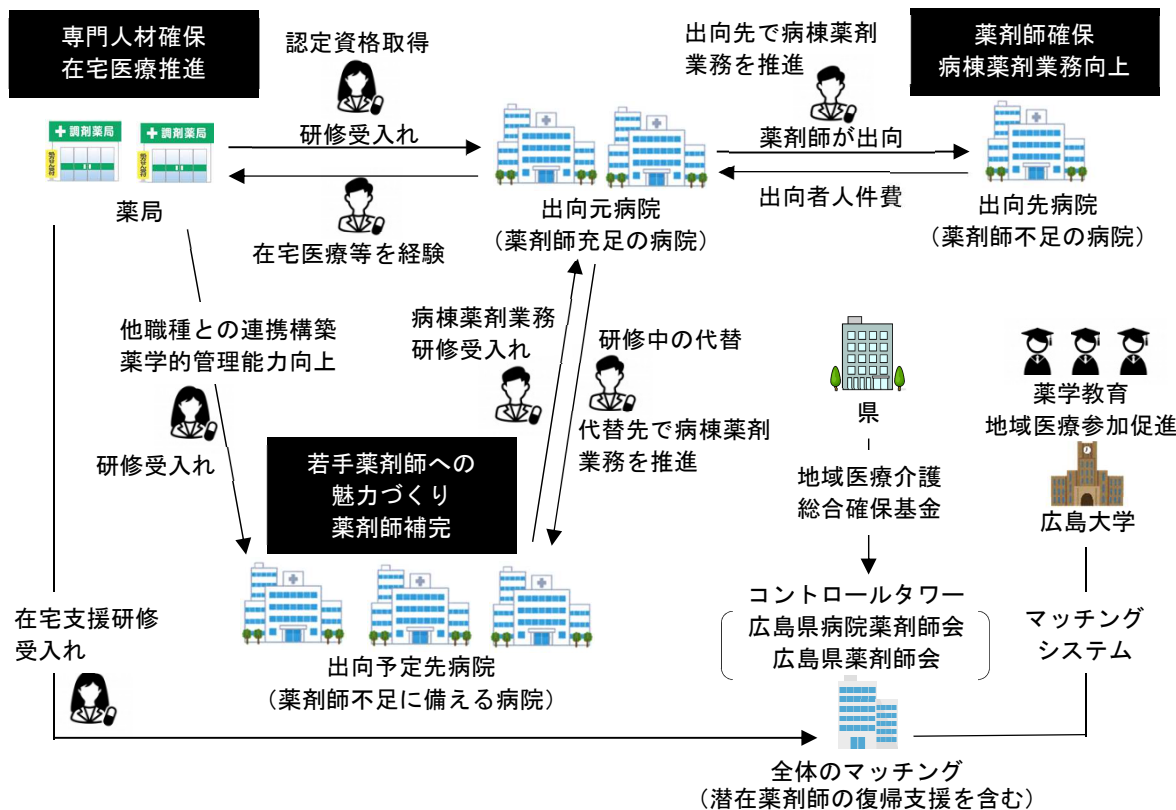 専門人材確保
在宅医療推進
認定資格取得
研修受入れ
出向先で病棟薬剤
業務を推進
薬剤師が出向
出向者人件費
薬剤師確保
病棟薬剤業務向上
調剤薬局
調剤薬局
薬局
在宅医療等を経験
出向元病院
(薬剤師充足の病院)
出向先病院
(薬剤師不足の病院)
他職種との連携構築
薬学的管理能力向上
研修受入れ
病棟薬剤業務
研修受入れ
研修中の代替
代替先で病棟薬剤
業務を推進
県
地域医療介護
総合確保基金
薬学教育
地域医療参加促進
広島大学
若手薬剤師への
魅力づくり
薬剤師補完
出向予定先病院
(薬剤師不足に備える病院)
在宅支援研修
受入れ
コントロールタワー
広島県病院薬剤師会
広島県薬剤師会
マッチング
システム
全体のマッチング
(潜在薬剤師の復帰支援を含む)